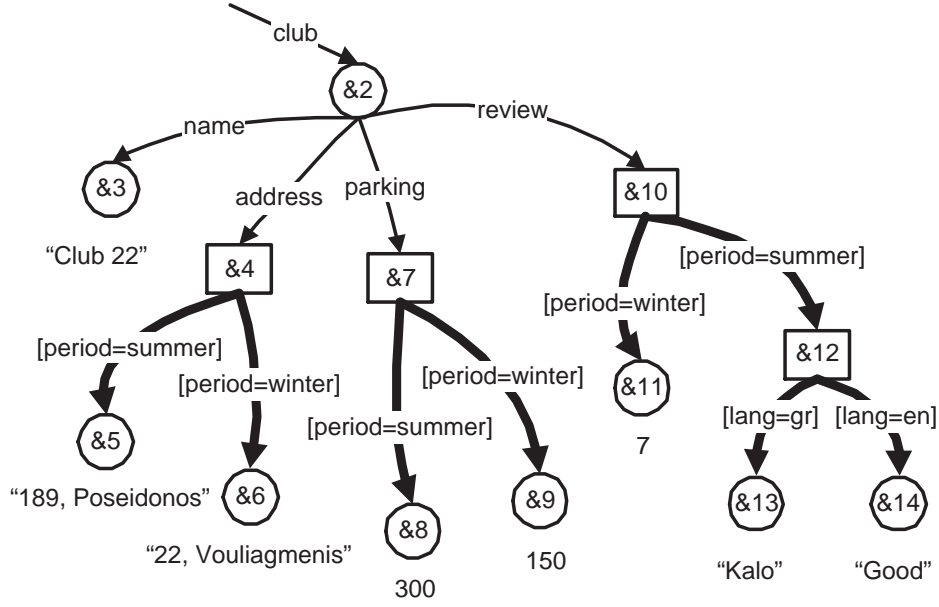 club
&2
name
review
&3
address
parking
&10
“Club 22”
&4
&7
[period=summer]
[period=winter]
[period=summer]
[period=winter]
[period=winter]
[period=summer]
&12
&11
[lang=gr]
[lang=en]
&5
7
“189, Poseidonos”
&6
&8
&9
&13
&14
“22, Vouliagmenis”
300
150
“Kalo”
“Good”